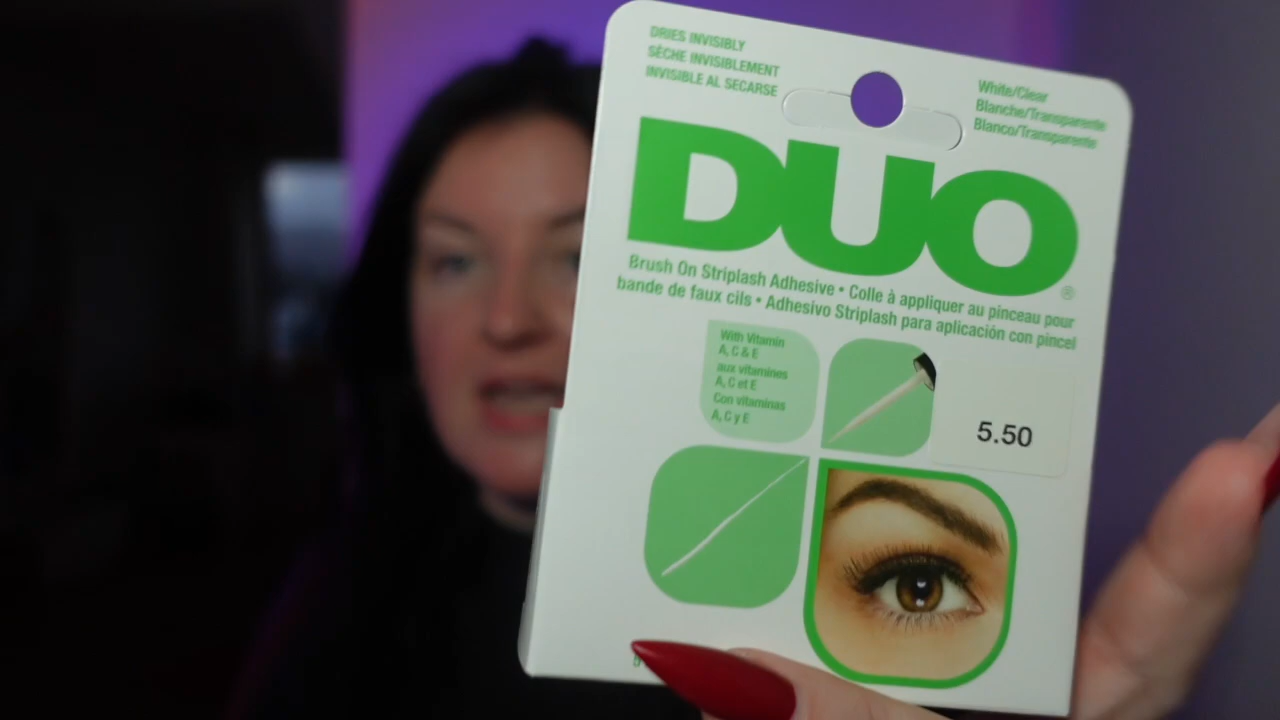 DRIES INVISIBLY
SÈCHE INVISIBLEMENT
INVISIBLE AL SECARSE
White/Clear
Blanche/Transparente
Blanco/Transparente
DUO®
Brush On Striplash Adhesive • Colle à appliquer au pinceau pour
bande de faux cils • Adhesivo Striplash para aplicación con pincel
With Vitamin
A, C & E
aux vitamines
A, C et E
Con vitaminas
A, C y E
5.50